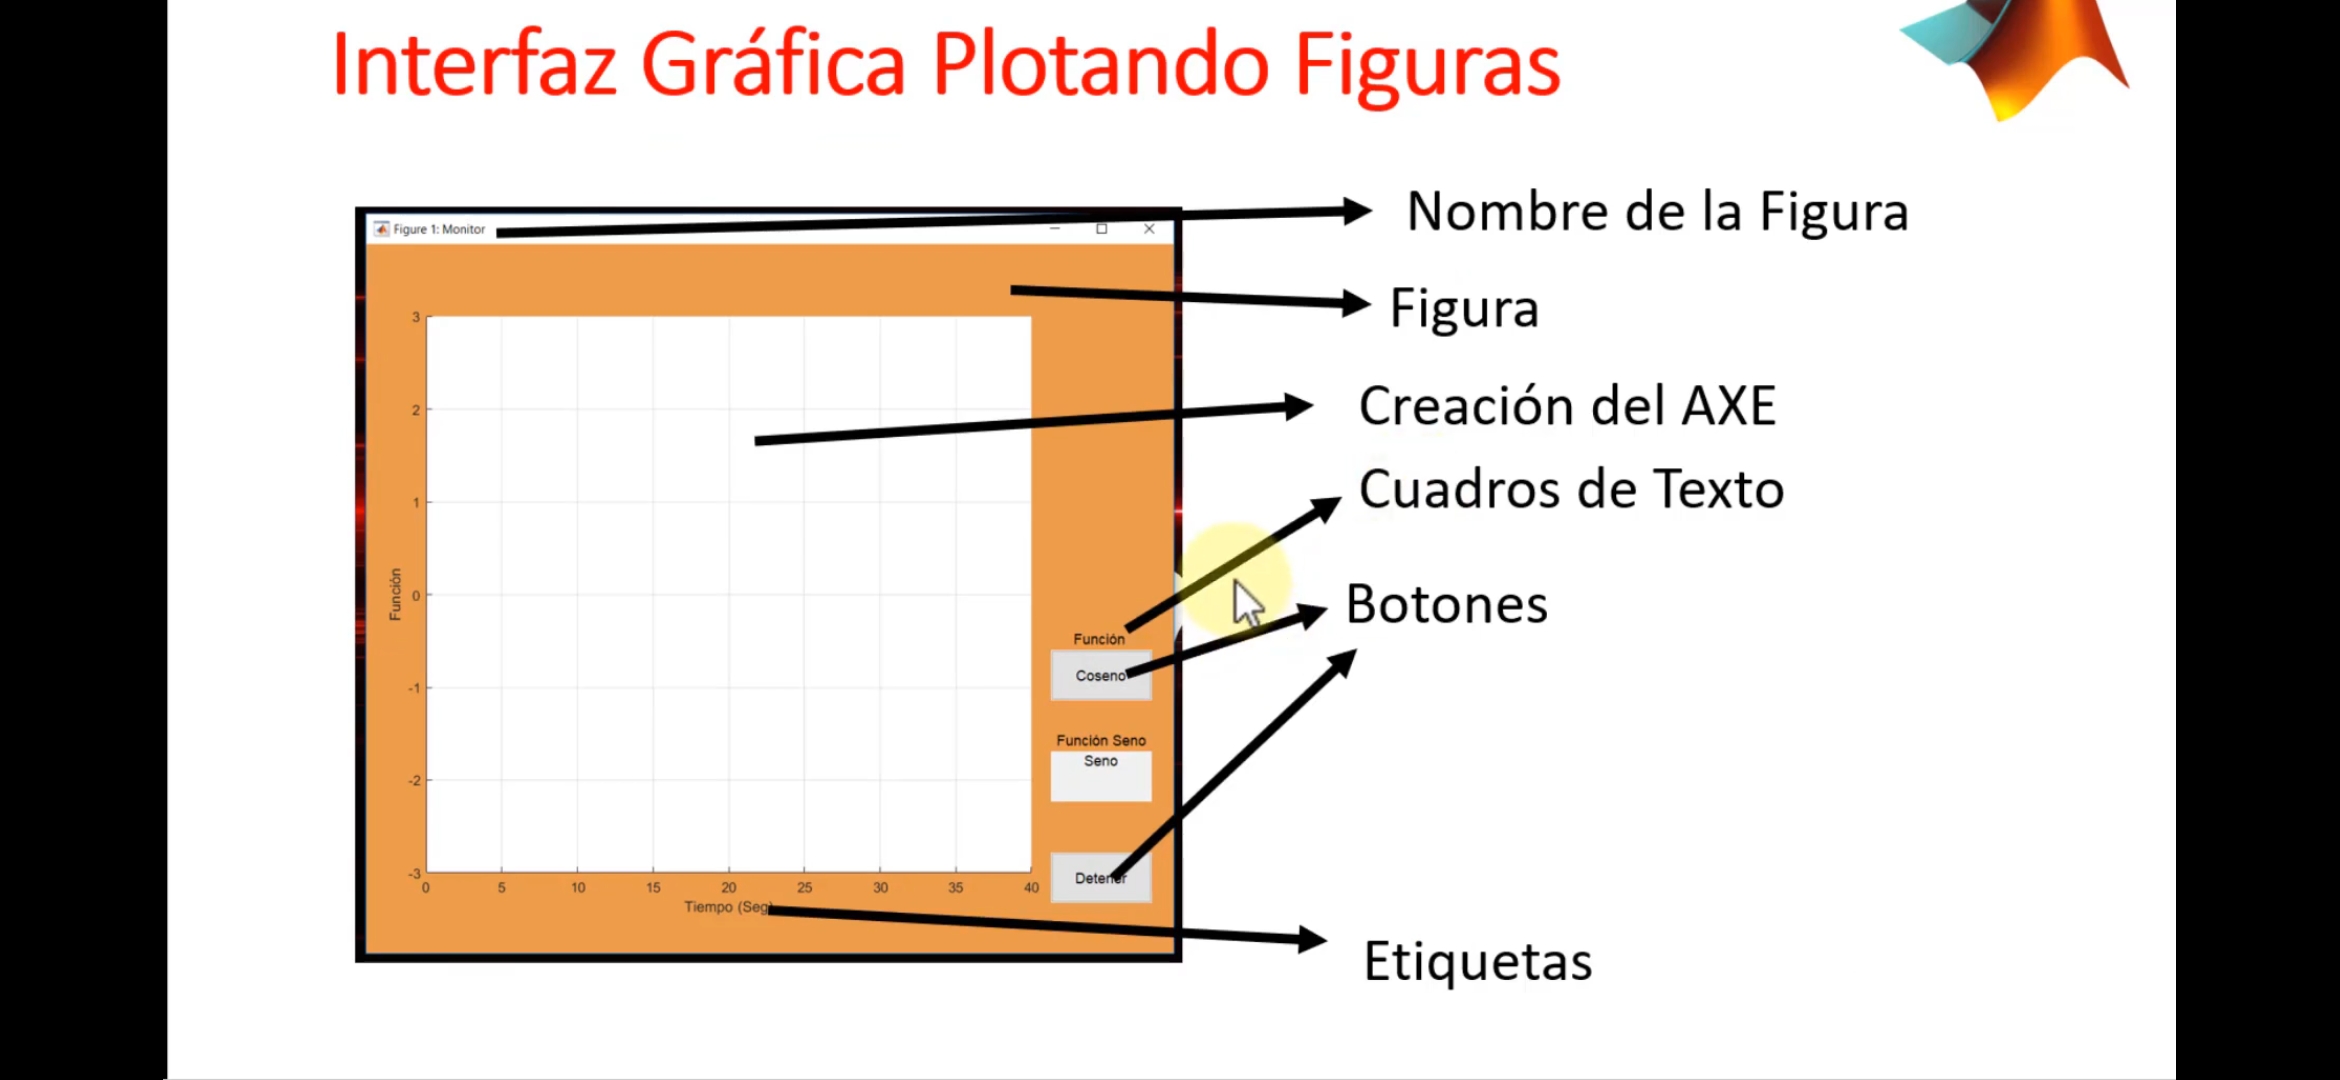 Interfaz Gráfica Plotando Figuras
Figure 1: Monitor
Nombre de la Figura
Figura
Creación del AXE
Cuadros de Texto
Botones
Etiquetas
3
2
1
0
-1
-2
-3
Función
0 5 10 15 20 25 30 35 40
Tiempo (Seg)
Función
Coseno
Función Seno
Seno
Detener